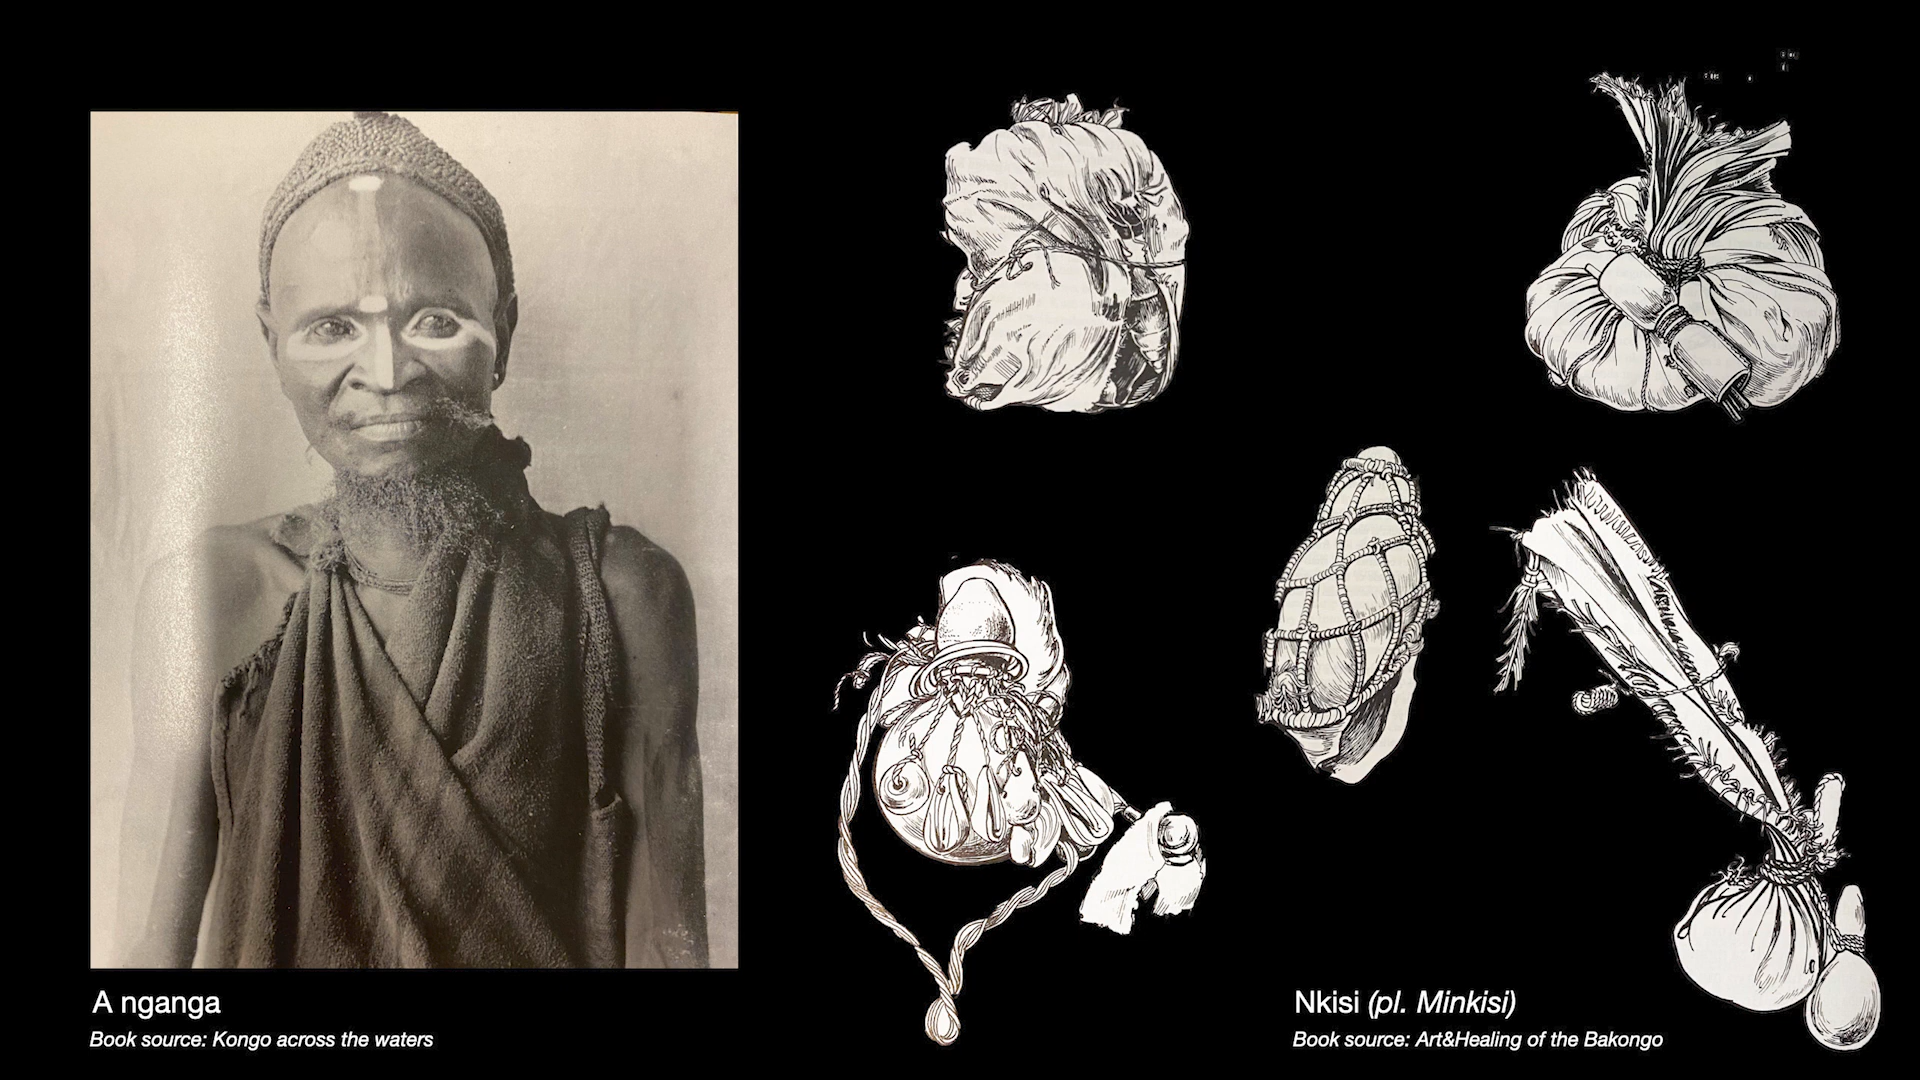 A nganga
Book source: Kongo across the waters
Nkisi (pl. Minkisi)
Book source: Art&Healing of the Bakongo